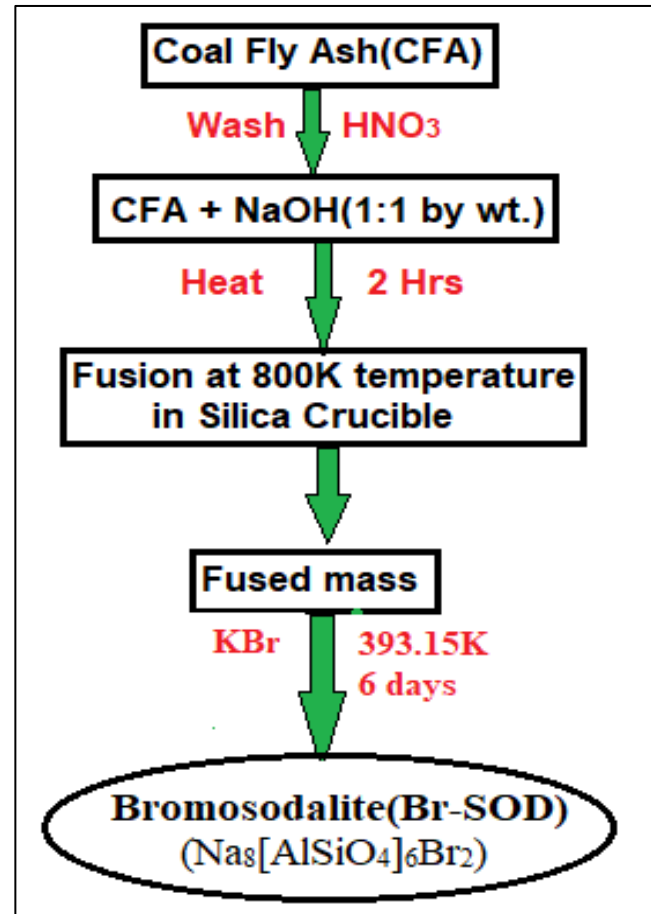 Coal Fly Ash(CFA)
Wash HNO₃
CFA + NaOH(1:1 by wt.)
Heat 2 Hrs
Fusion at 800K temperature
in Silica Crucible
Fused mass
KBr 393.15K
6 days
Bromosodalite(Br-SOD)
(Na₈[AlSiO₄]₆Br₂)